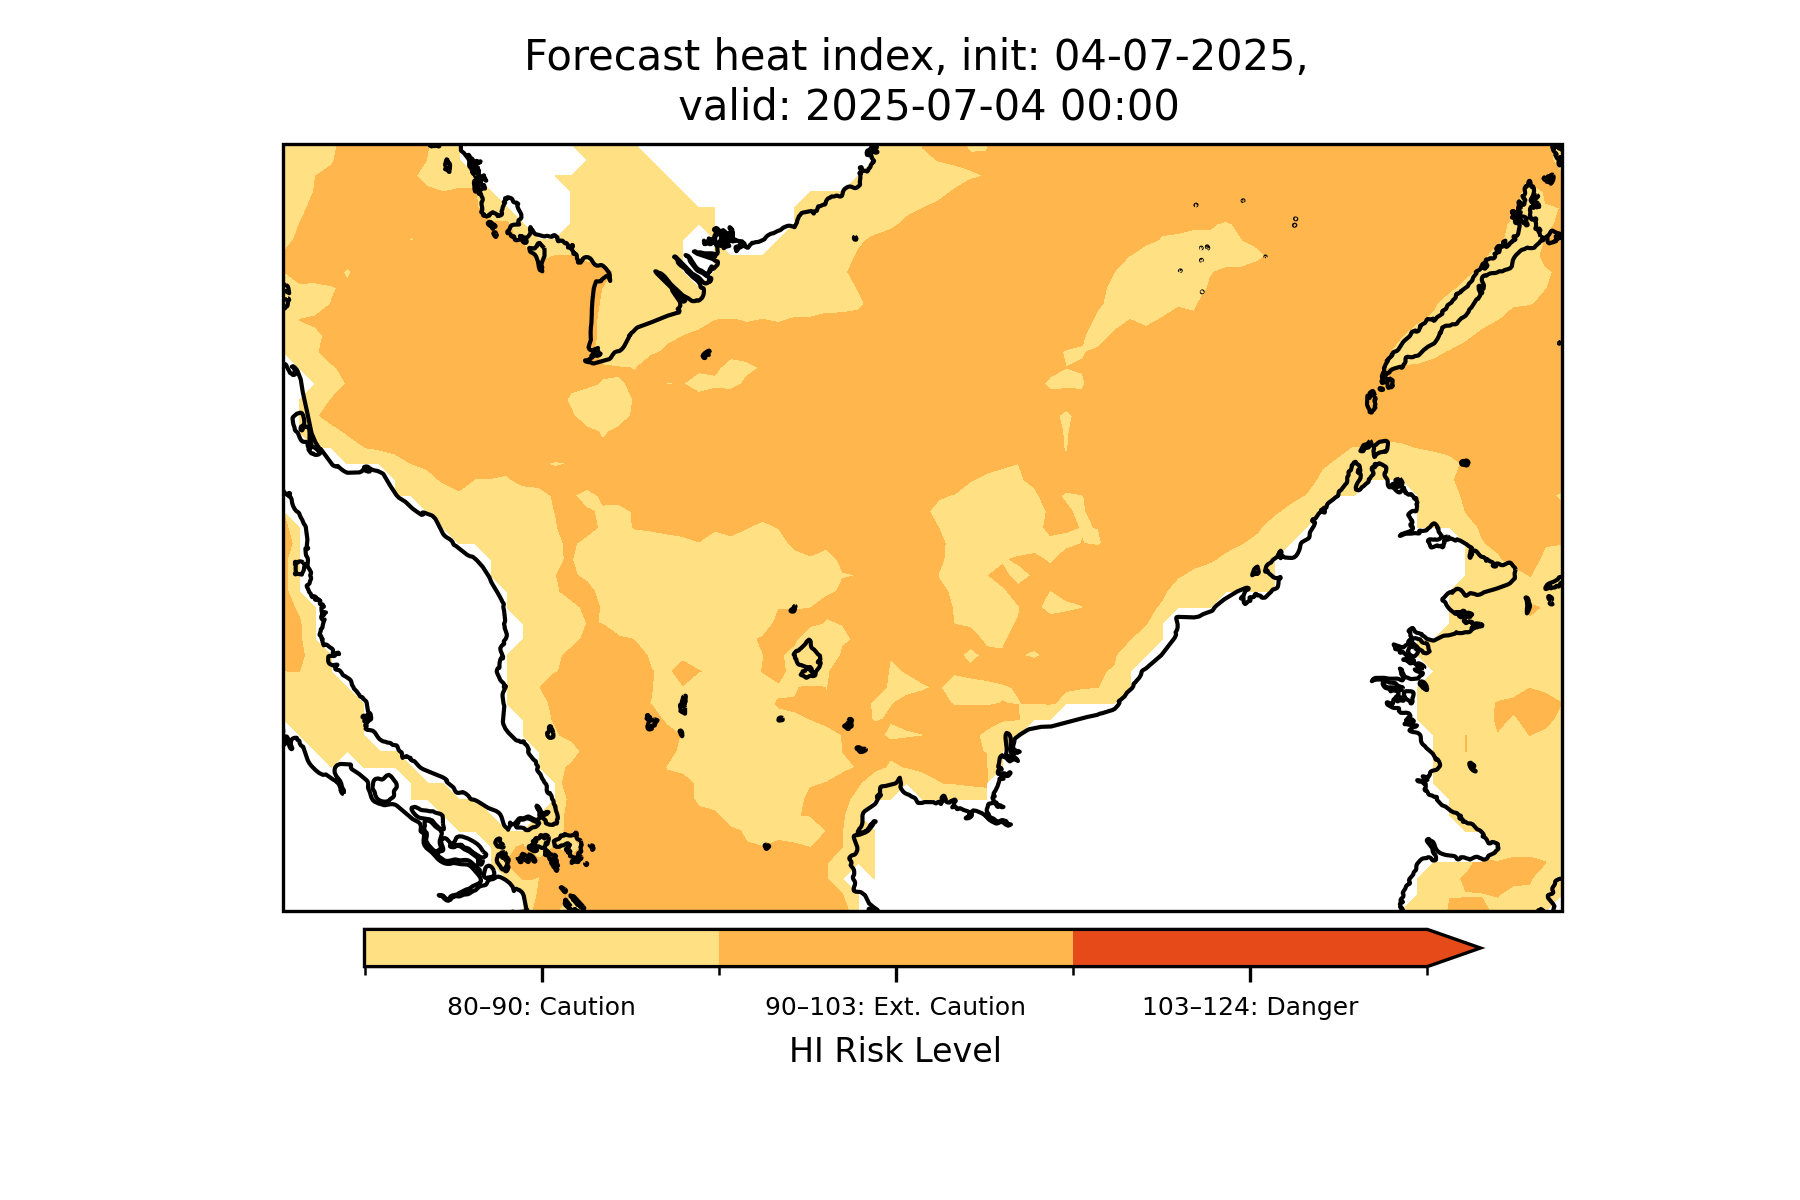 Forecast heat index, init: 04-07-2025,
valid: 2025-07-04 00:00
80–90: Caution
90–103: Ext. Caution
103–124: Danger
HI Risk Level